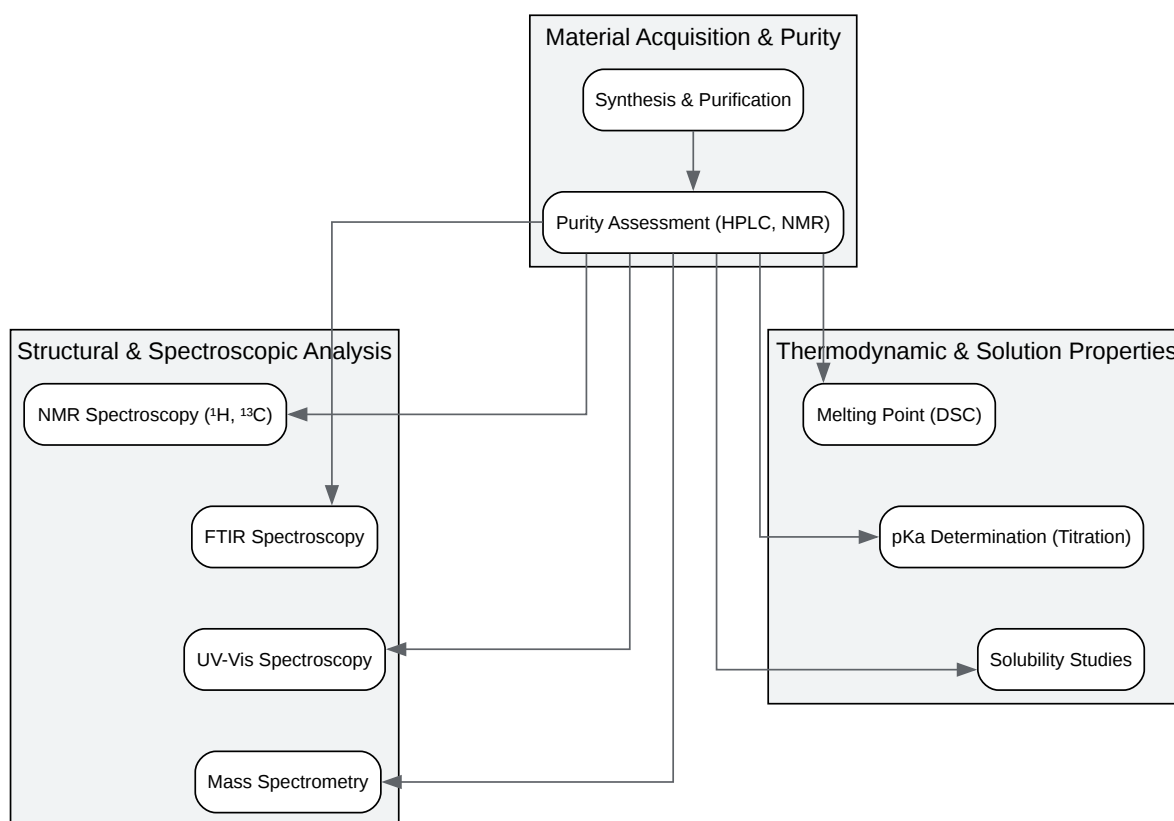 Material Acquisition & Purity
Synthesis & Purification
Purity Assessment (HPLC, NMR)
Structural & Spectroscopic Analysis
NMR Spectroscopy (¹H, ¹³C)
FTIR Spectroscopy
UV-Vis Spectroscopy
Mass Spectrometry
Thermodynamic & Solution Properties
Melting Point (DSC)
pKa Determination (Titration)
Solubility Studies